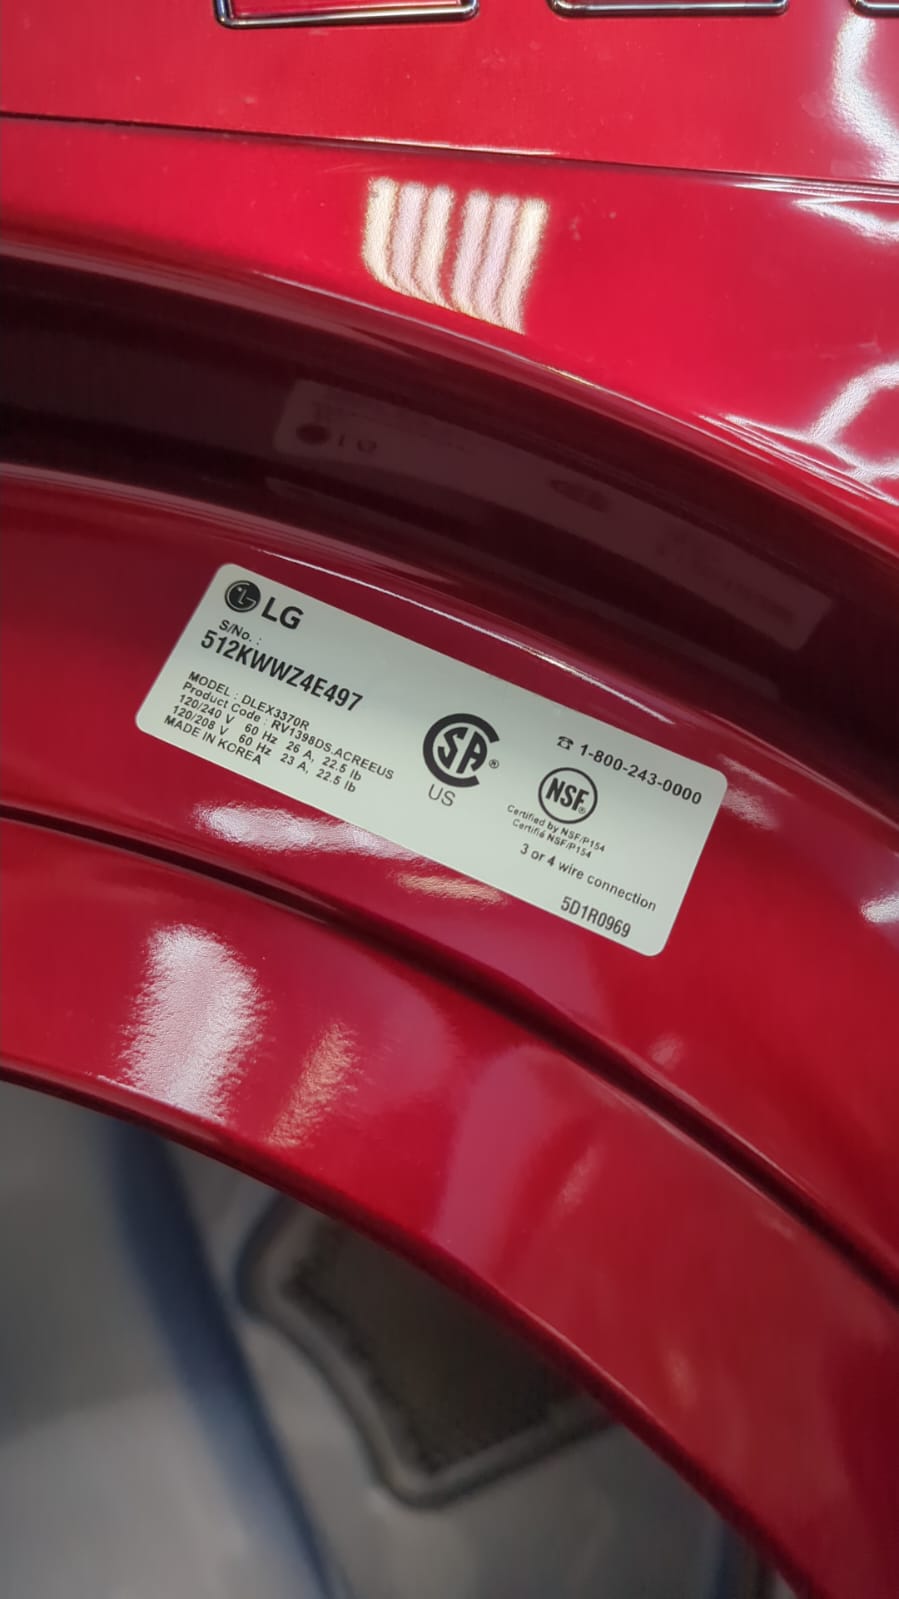 LG
S/No. :
512KWWZ4E497
MODEL : DLEX3370R
Product Code : RV1398DS.ACREEUS
120/240 V 60 Hz 26 A, 22.5 lb
120/208 V 60 Hz 23 A, 22.5 lb
MADE IN KOREA
SA ®
US
☎ 1-800-243-0000
NSF®
Certified by NSF/P154
Certifié NSF/P154
3 or 4 wire connection
5D1R0969